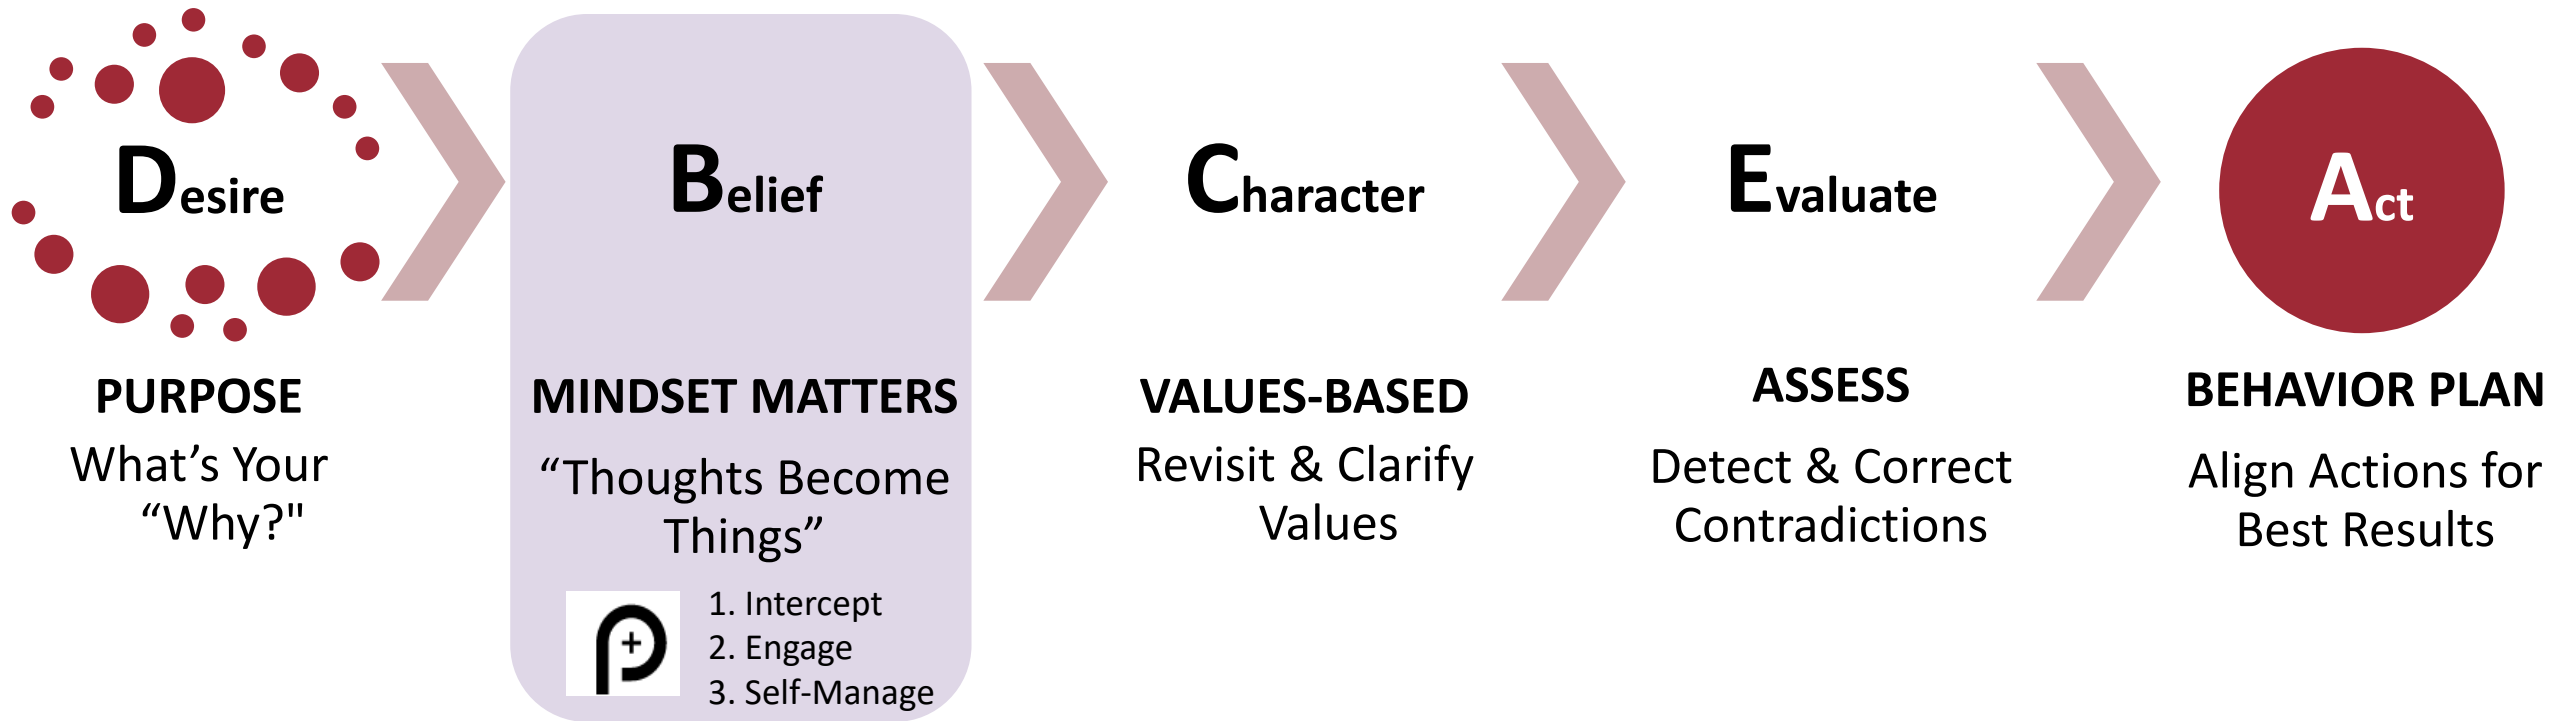 Desire
PURPOSE
What’s Your
“Why?"
Belief
MINDSET MATTERS
“Thoughts Become
Things”
P+
1. Intercept
2. Engage
3. Self-Manage
Character
VALUES-BASED
Revisit & Clarify
Values
Evaluate
ASSESS
Detect & Correct
Contradictions
Act
BEHAVIOR PLAN
Align Actions for
Best Results